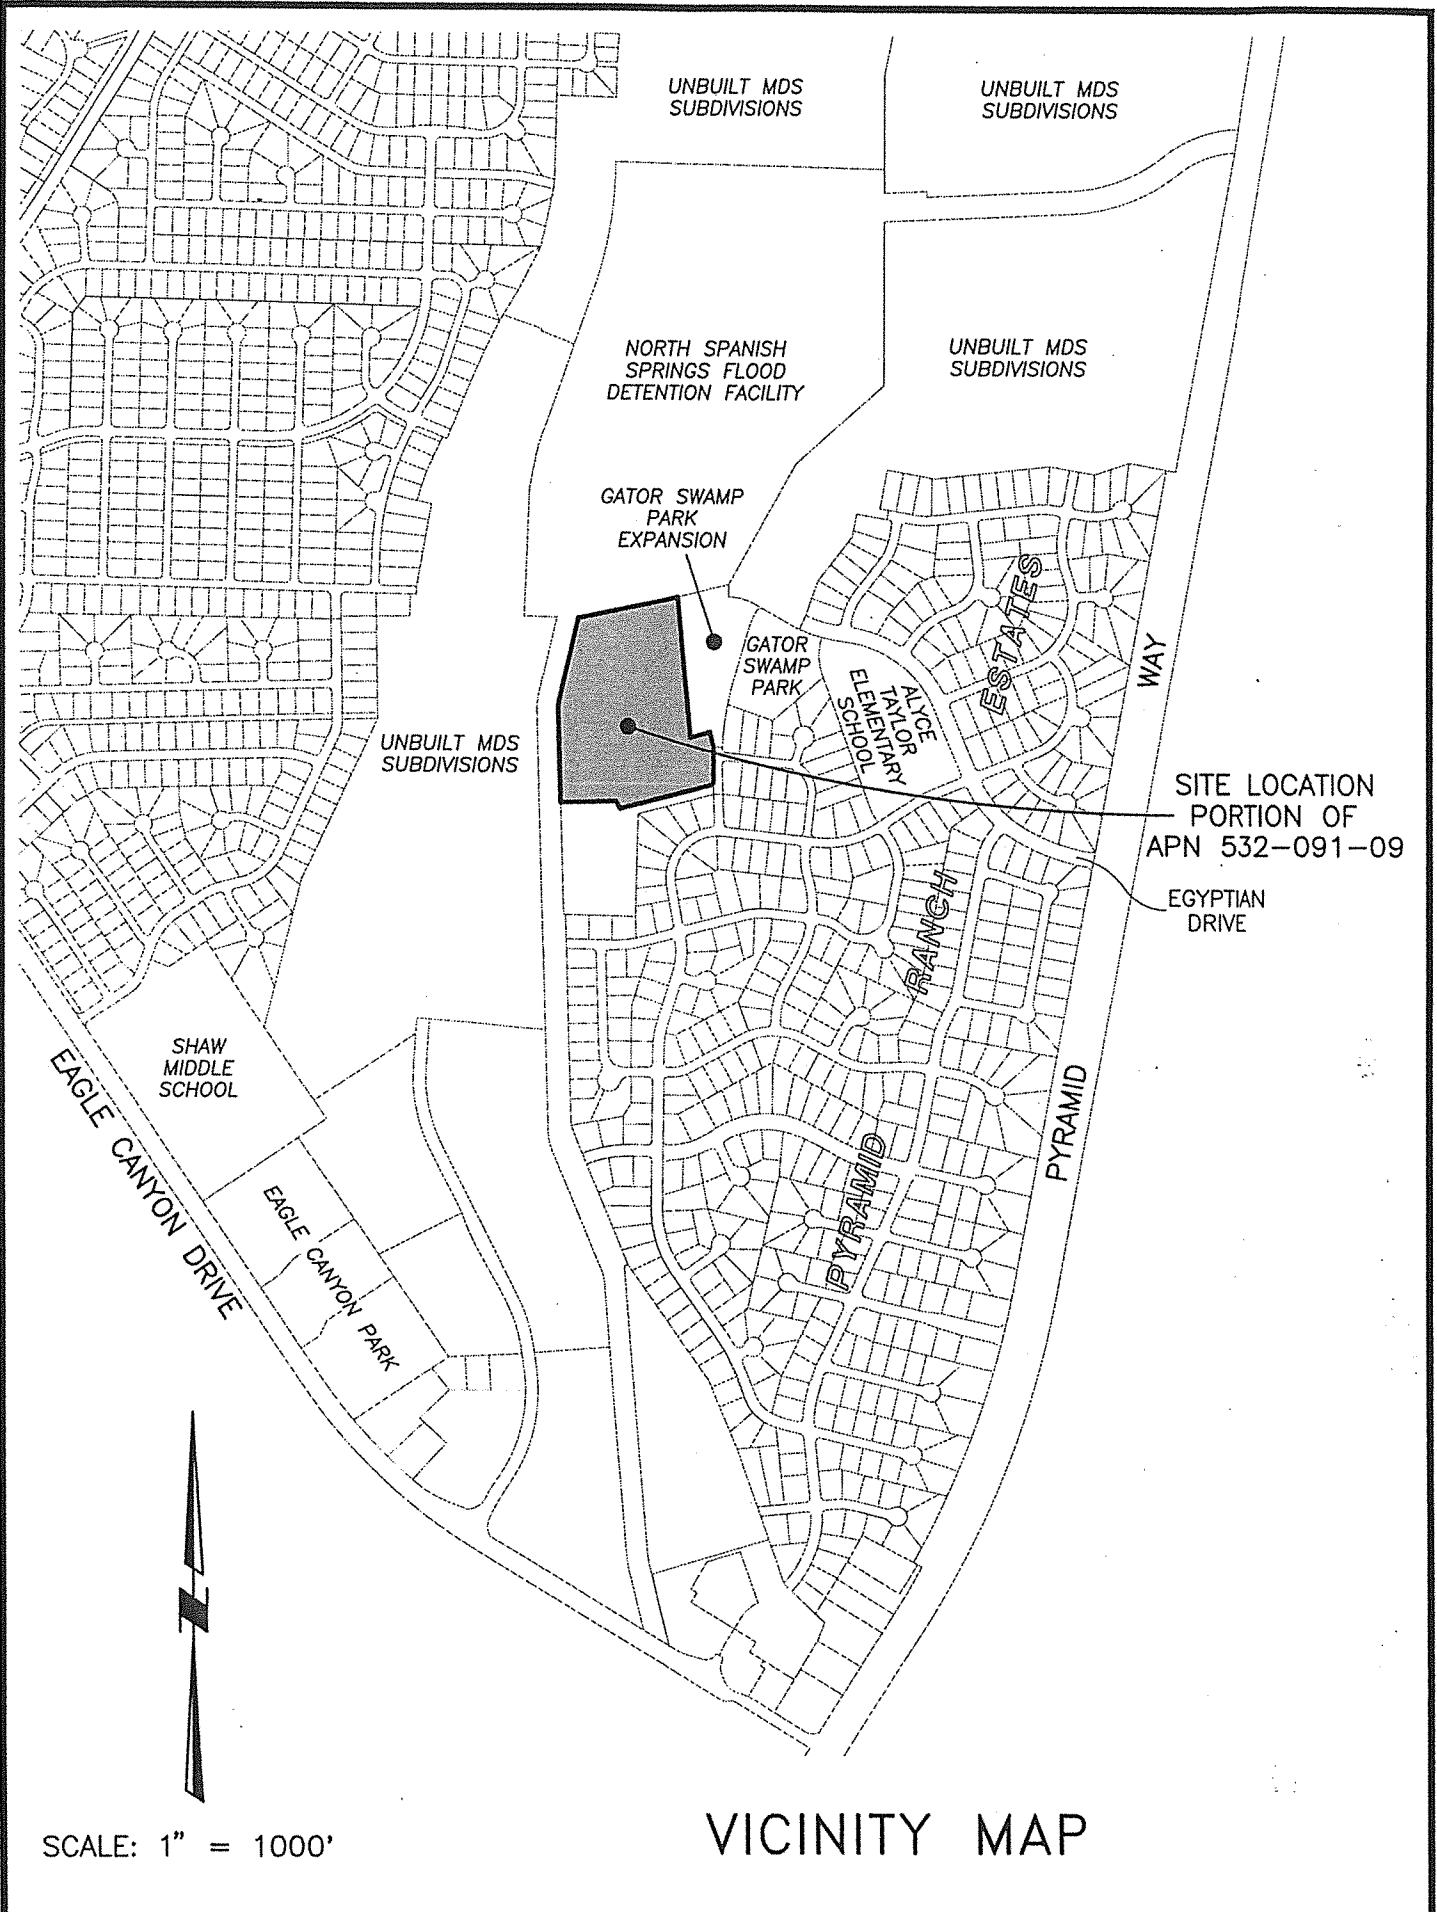 UNBUILT MDS
SUBDIVISIONS
UNBUILT MDS
SUBDIVISIONS
NORTH SPANISH
SPRINGS FLOOD
DETENTION FACILITY
UNBUILT MDS
SUBDIVISIONS
GATOR SWAMP
PARK
EXPANSION
GATOR
SWAMP
PARK
ALYCE
TAYLOR
ELEMENTARY
SCHOOL
ESTATES
WAY
UNBUILT MDS
SUBDIVISIONS
SITE LOCATION
PORTION OF
APN 532-091-09
EGYPTIAN
DRIVE
RANCH
SHAW
MIDDLE
SCHOOL
EAGLE CANYON DRIVE
PYRAMID
PYRAMID
EAGLE CANYON PARK
N
SCALE: 1" = 1000'
VICINITY MAP